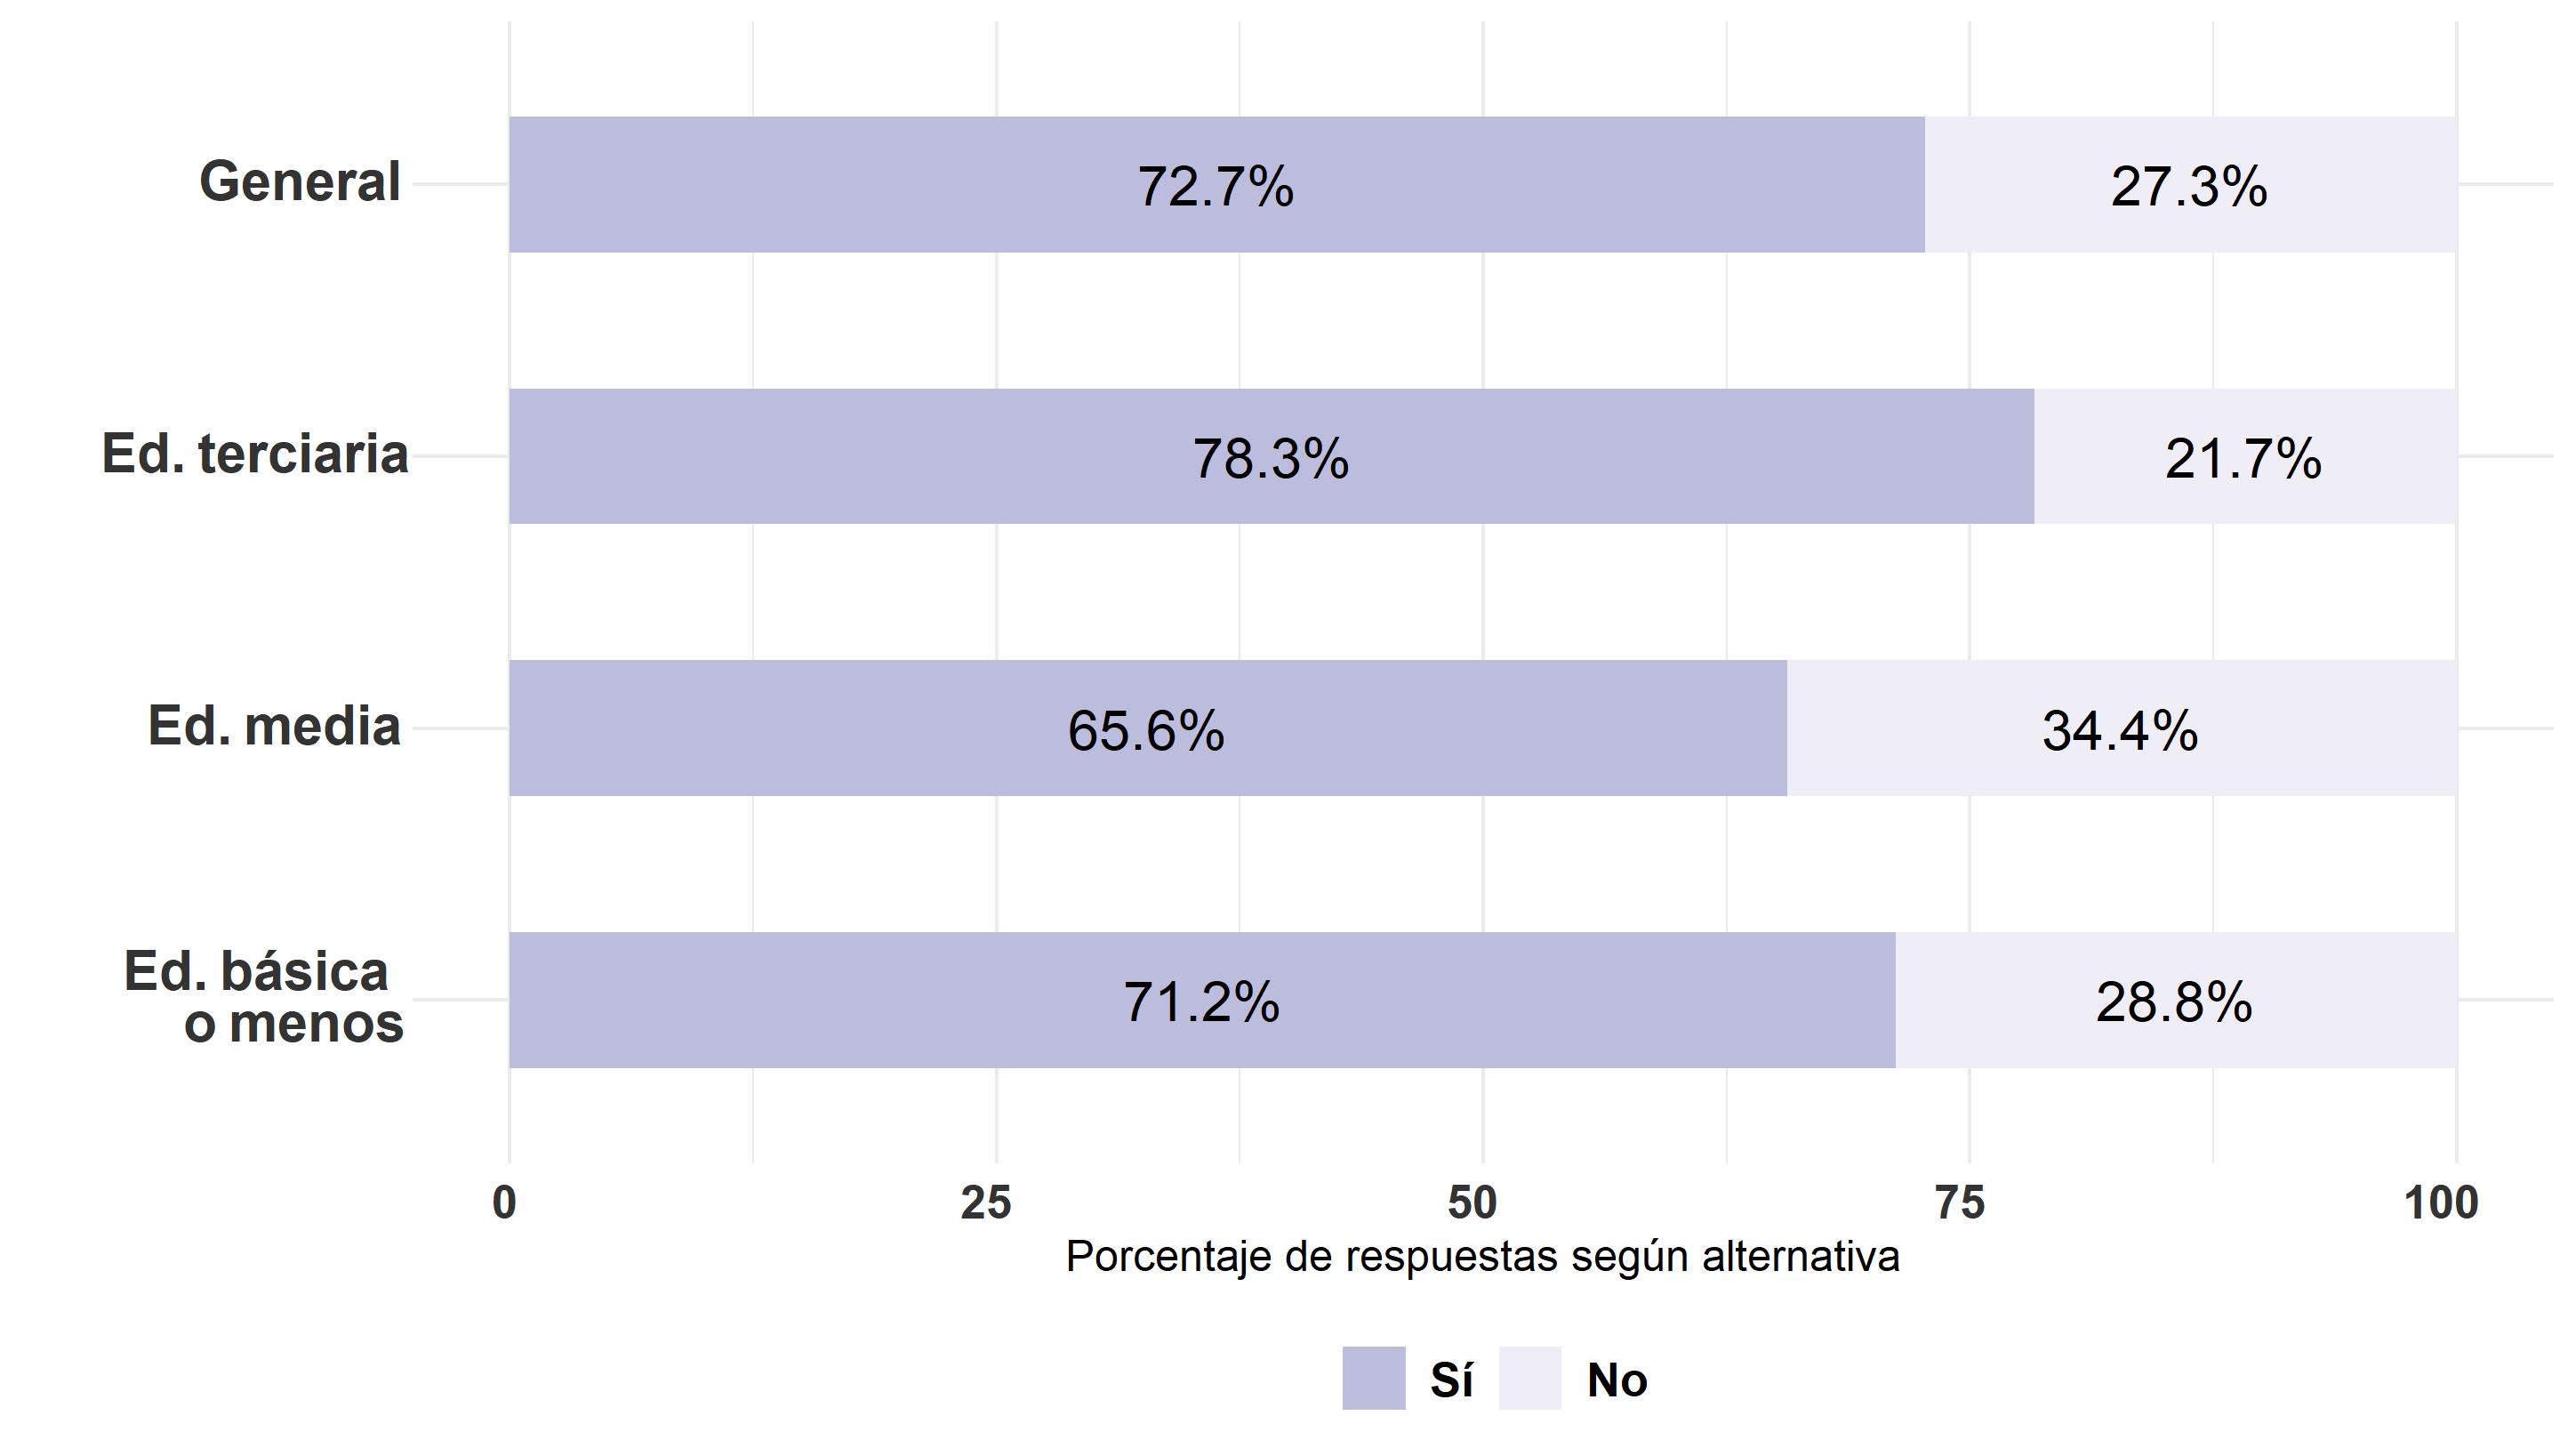 General
72.7%
27.3%
Ed. terciaria
78.3%
21.7%
Ed. media
65.6%
34.4%
Ed. básica
o menos
71.2%
28.8%
0
25
50
75
100
Porcentaje de respuestas según alternativa
Sí
No